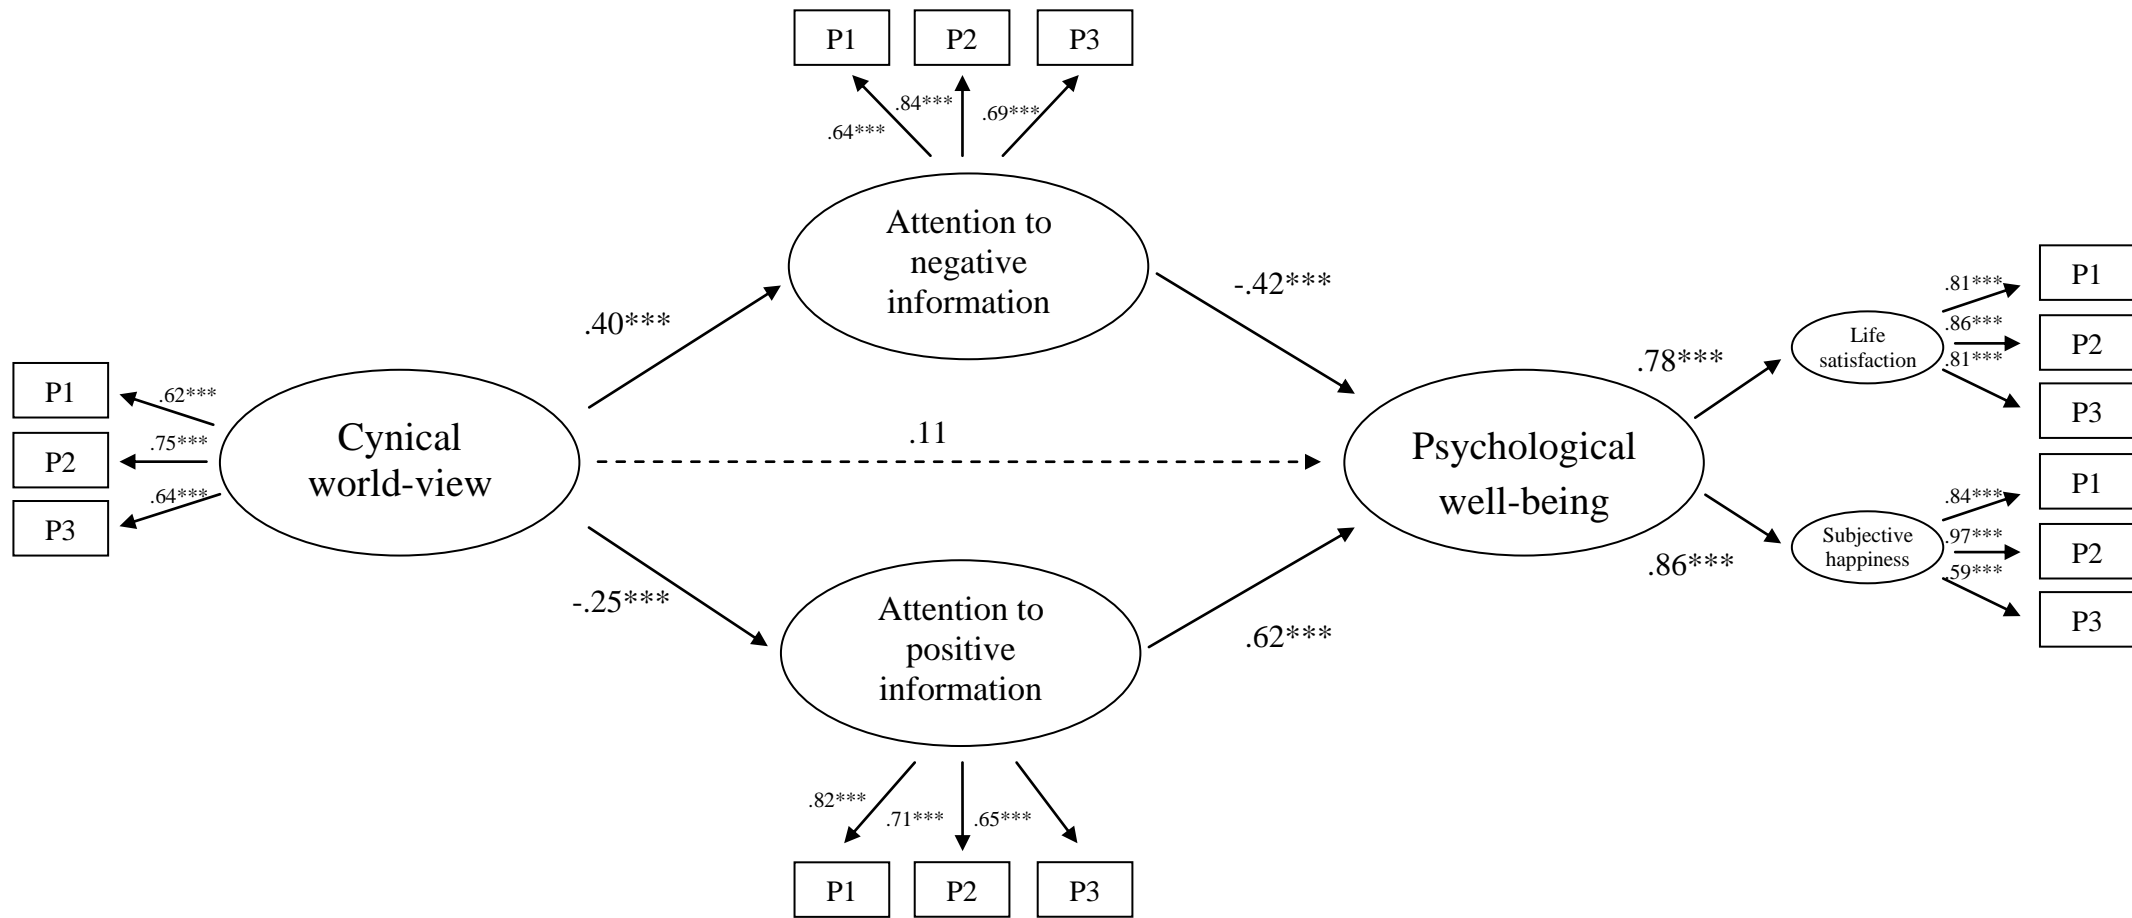 P1 P2 P3
.84***
.69***
.64***
Attention to
negative
information
.40***
-.42***
P1
P2
P3
.62***
.75***
.64***
Cynical
world-view
.11
Psychological
well-being
.78***
.86***
Life
satisfaction
.81***
.86***
.81***
P1
P2
P3
Subjective
happiness
.84***
.97***
.59***
P1
P2
P3
-.25***
.62***
Attention to
positive
information
.82***
.71***
.65***
P1 P2 P3